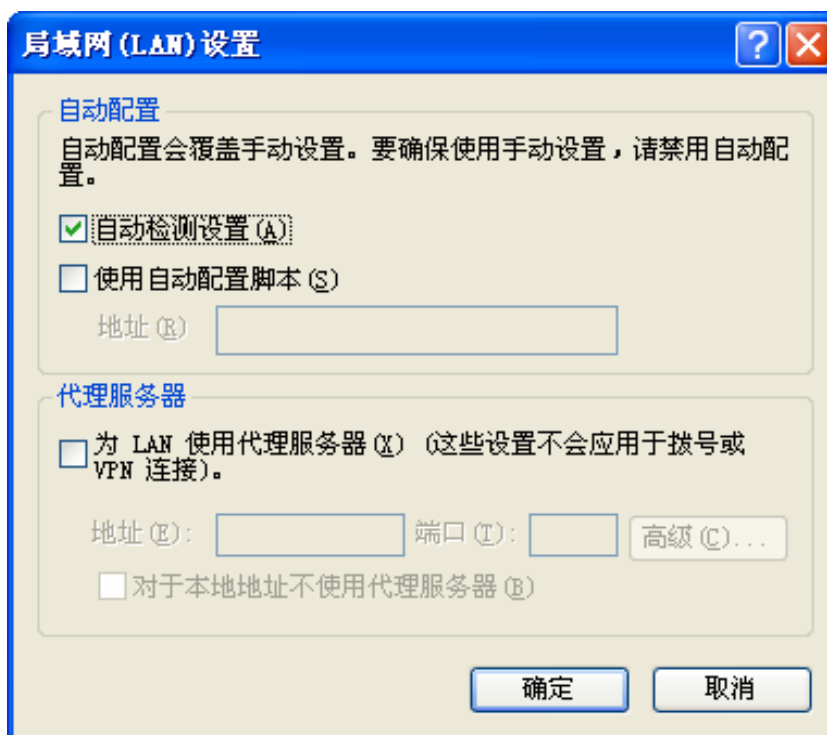 局域网(LAN)设置
自动配置
自动配置会覆盖手动设置。要确保使用手动设置，请禁用自动配
置。
自动检测设置(A)
使用自动配置脚本(S)
地址(R)
代理服务器
为 LAN 使用代理服务器(X) (这些设置不会应用于拨号或
VPN 连接)。
地址(E): 端口(T): 高级(C)...
对于本地地址不使用代理服务器(B)
确定 取消